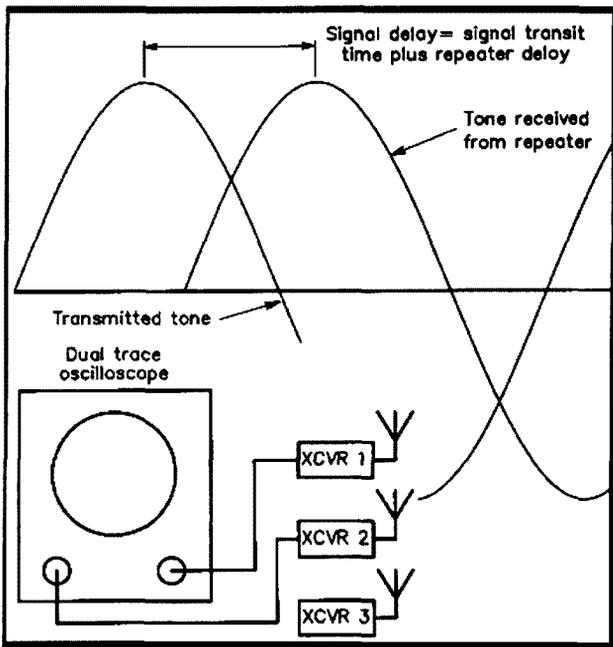 Signal delay= signal transit
time plus repeater delay
Tone received
from repeater
Transmitted tone
Dual trace
oscilloscope
XCVR 1
XCVR 2
XCVR 3